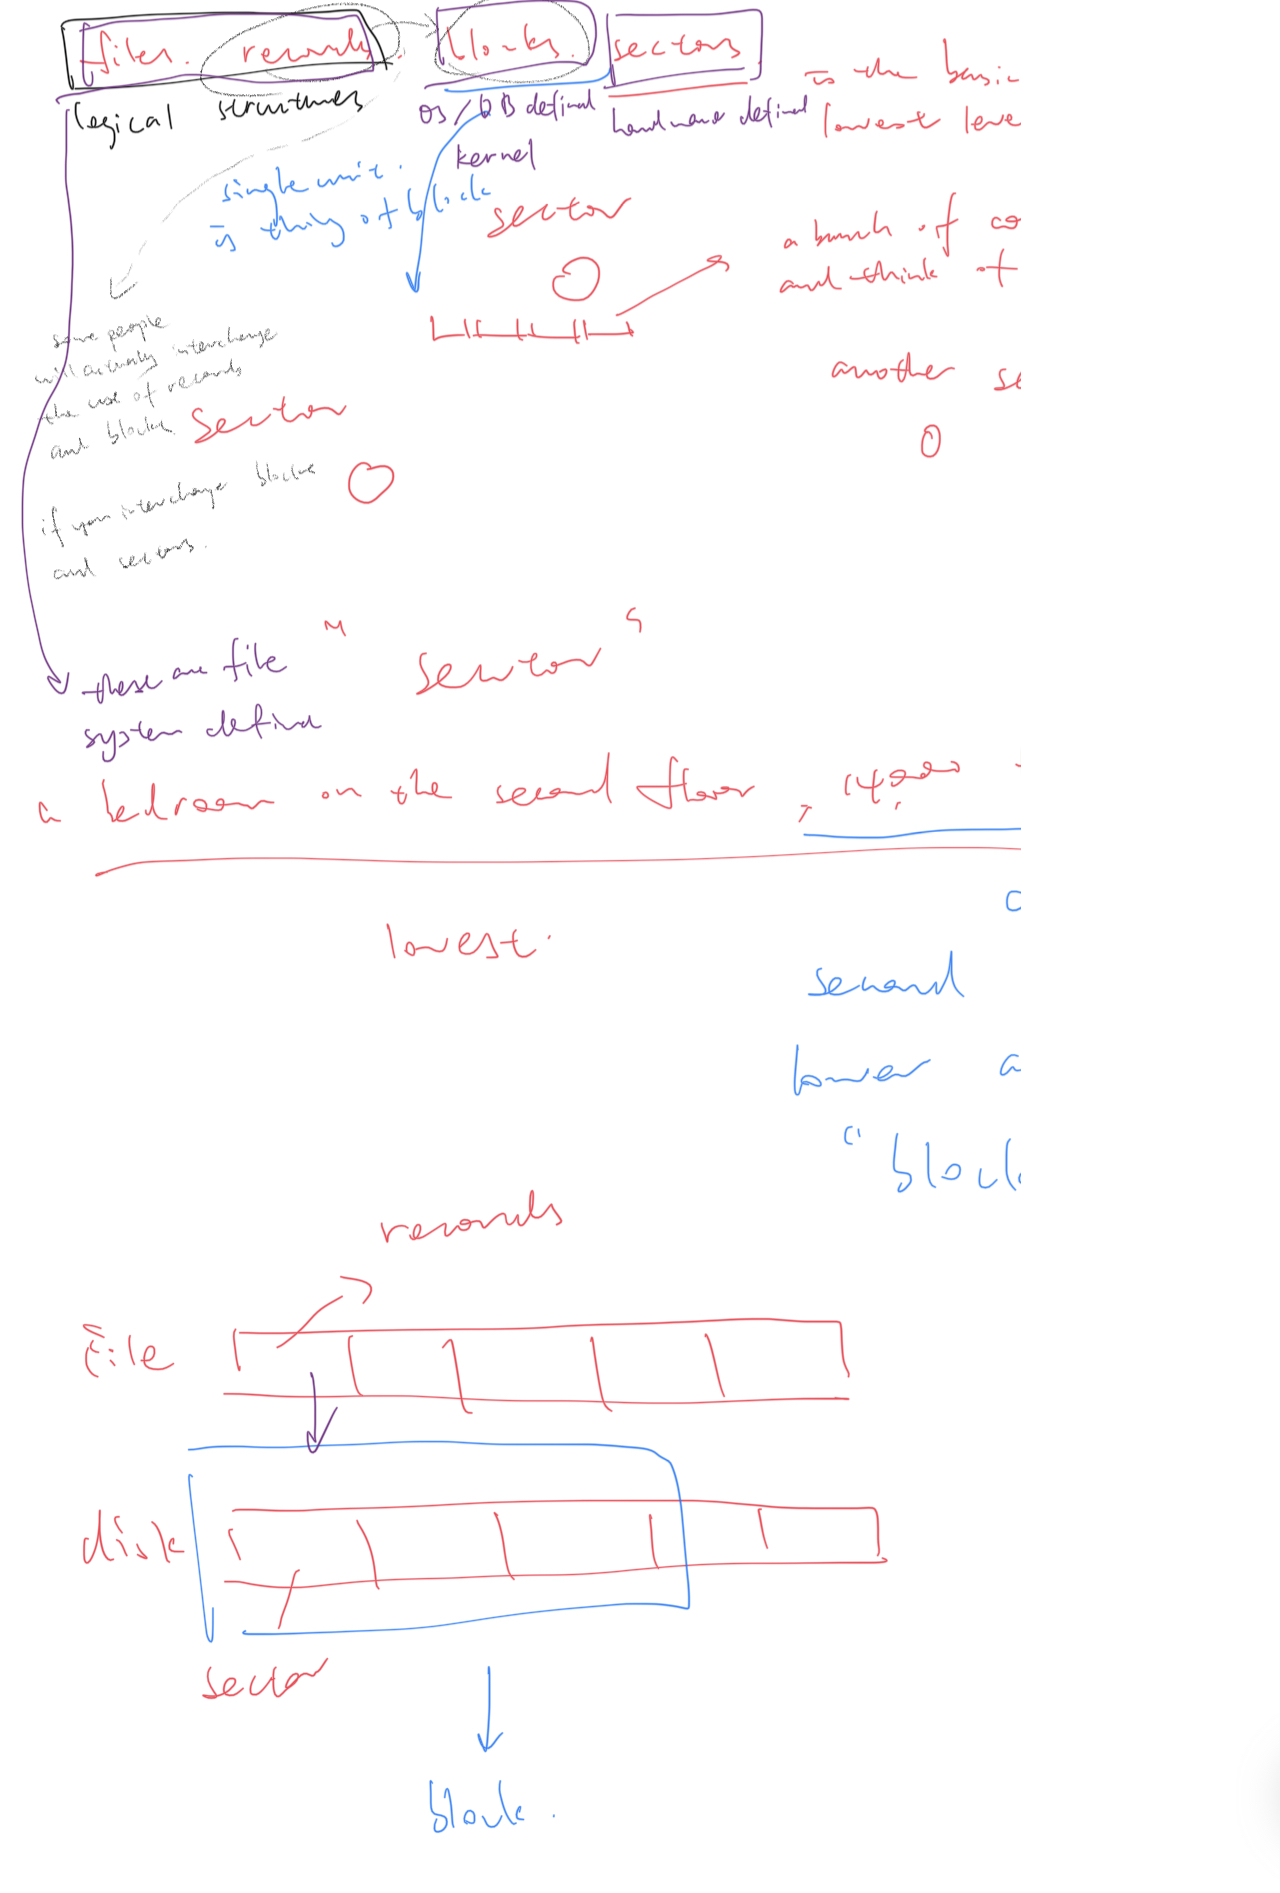 files. records. blocks. sectors
logical structures
OS / DB defined
kernel
hardware defined
is the basic
lowest leve
single unit.
is thing of block
sector
a bunch of co
and think of
some people
will actually interchange
the use of records
and blocks
another se
sector
if you interchange blocks
and sectors.
these are file
system defined
" sector "
a bedroom on the second floor,
lowest.
second
lower a
" block
records
File
disk
sector
block.